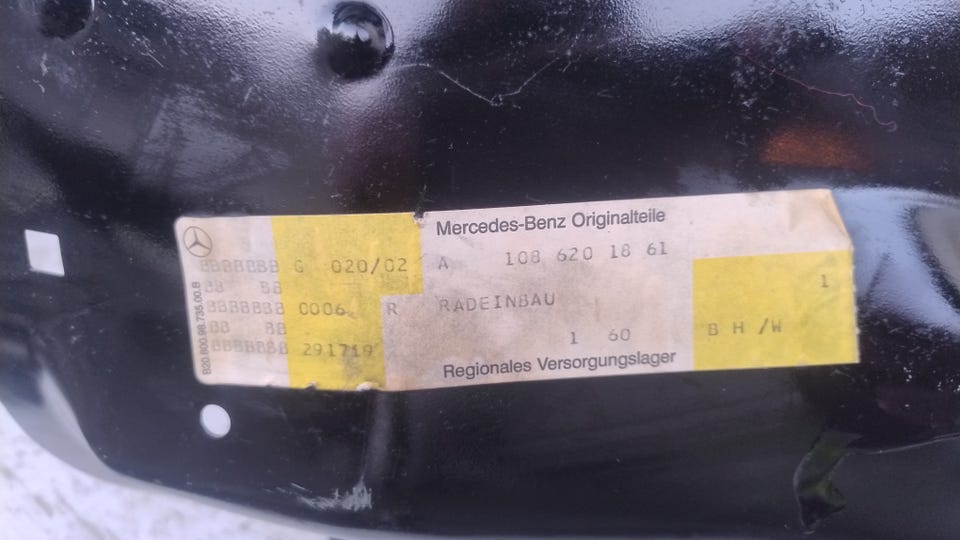 Mercedes-Benz Originalteile
BBBBBBB G 020/02 A 108 620 18 61
BB BB 1
BBBBBBB 0006 R RADEINBAU
BB BB 1 60 B H /W
BBBBBBB 291719
Regionales Versorgungslager